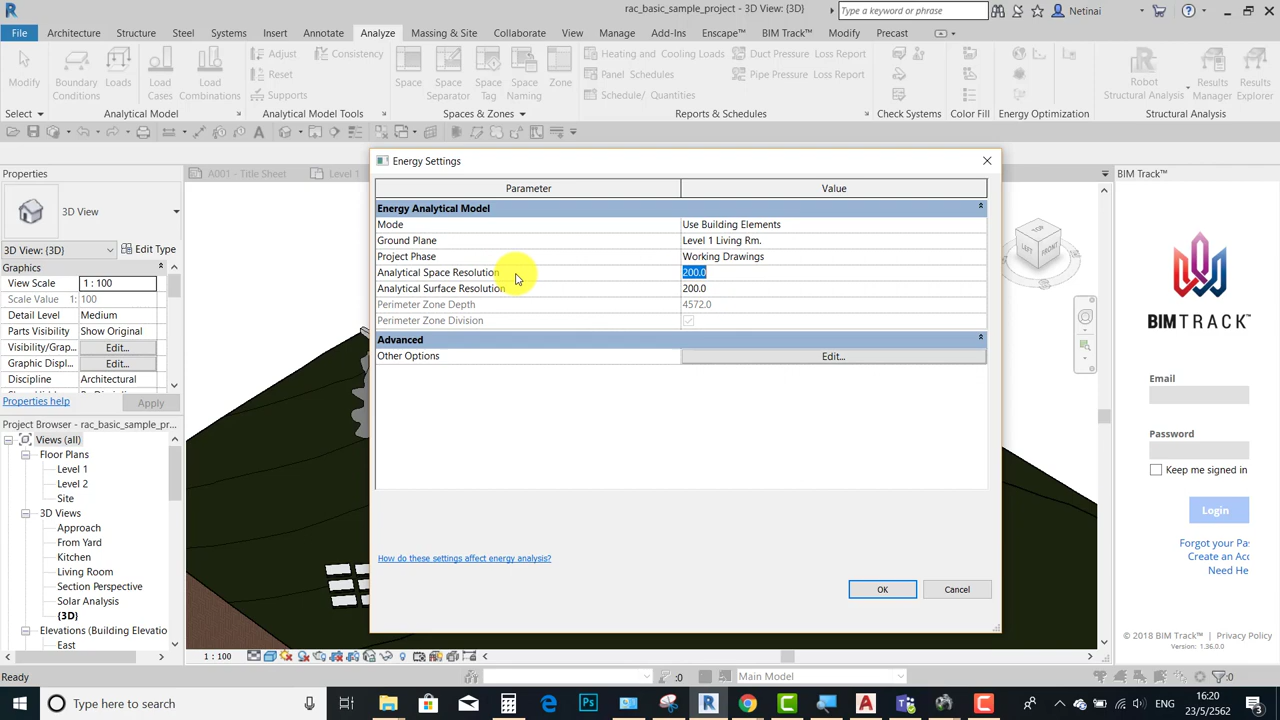 rac_basic_sample_project - 3D View: {3D}
Type a keyword or phrase
Netinai
File Architecture Structure Steel Systems Insert Annotate Analyze Massing & Site Collaborate View Manage Add-Ins Enscape™ BIM Track™ Modify Precast
Modify
Boundary Conditions
Loads
Load Cases
Load Combinations
Adjust
Reset
Supports
Consistency
Space
Space Separator
Space Tag
Space Naming
Zone
Heating and Cooling Loads
Panel Schedules
Schedule/ Quantities
Duct Pressure Loss Report
Pipe Pressure Loss Report
Robot Structural Analysis
Results Manager
Results Explorer
Select
Analytical Model
Analytical Model Tools
Spaces & Zones
Reports & Schedules
Check Systems
Color Fill
Energy Optimization
Structural Analysis
Properties
3D View
3D View: {3D}
Edit Type
Graphics
View Scale 1 : 100
Scale Value 1: 100
Detail Level Medium
Parts Visibility Show Original
Visibility/Grap... Edit...
Graphic Displ... Edit...
Discipline Architectural
Properties help
Apply
Project Browser - rac_basic_sample_pr...
Views (all)
Floor Plans
Level 1
Level 2
Site
3D Views
Approach
From Yard
Kitchen
Living Room
Section Perspective
Solar Analysis
{3D}
Elevations (Building Elevatio
East
A001 - Title Sheet
Level 1
Energy Settings
Parameter Value
Energy Analytical Model
Mode Use Building Elements
Ground Plane Level 1 Living Rm.
Project Phase Working Drawings
Analytical Space Resolution 200.0
Analytical Surface Resolution 200.0
Perimeter Zone Depth 4572.0
Perimeter Zone Division
Advanced
Other Options Edit...
How do these settings affect energy analysis?
OK
Cancel
TOP
LEFT
FRONT
BIM Track™
BIMTRACK™
Email
Password
Keep me signed in
Login
Forgot your Pas
Create an Acc
Need He
© 2018 BIM Track™ | Privacy Policy
Version: 1.36.0.0
1 : 100
Ready
:0
Main Model
:0
Type here to search
ENG
16:20
23/5/2562